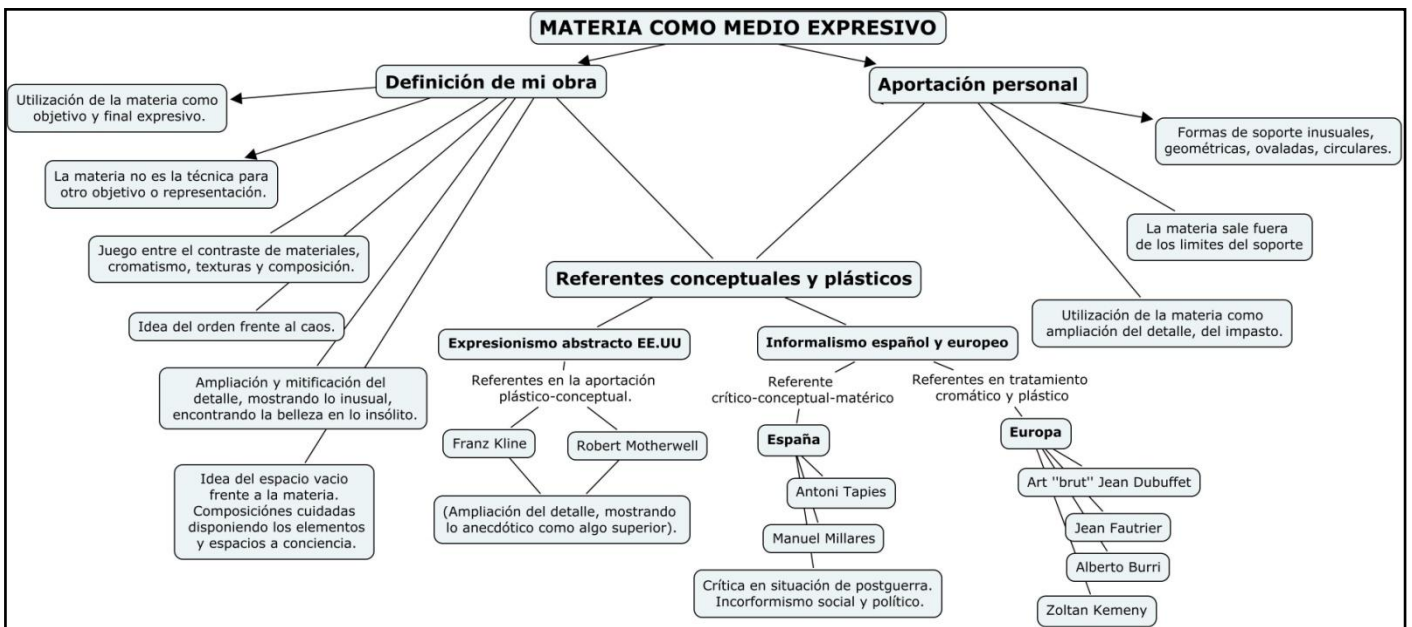 MATERIA COMO MEDIO EXPRESIVO
Definición de mi obra
Utilización de la materia como
objetivo y final expresivo.
La materia no es la técnica para
otro objetivo o representación.
Juego entre el contraste de materiales,
cromatismo, texturas y composición.
Idea del orden frente al caos.
Ampliación y mitificación del
detalle, mostrando lo inusual,
encontrando la belleza en lo insólito.
Idea del espacio vacio
frente a la materia.
Composiciónes cuidadas
disponiendo los elementos
y espacios a conciencia.
Aportación personal
Formas de soporte inusuales,
geométricas, ovaladas, circulares.
La materia sale fuera
de los limites del soporte
Utilización de la materia como
ampliación del detalle, del impasto.
Referentes conceptuales y plásticos
Expresionismo abstracto EE.UU
Referentes en la aportación
plástico-conceptual.
Franz Kline
Robert Motherwell
(Ampliación del detalle, mostrando
lo anecdótico como algo superior).
Informalismo español y europeo
Referente
crítico-conceptual-matérico
España
Antoni Tapies
Manuel Millares
Crítica en situación de postguerra.
Incorformismo social y político.
Referentes en tratamiento
cromático y plástico
Europa
Art "brut" Jean Dubuffet
Jean Fautrier
Alberto Burri
Zoltan Kemeny